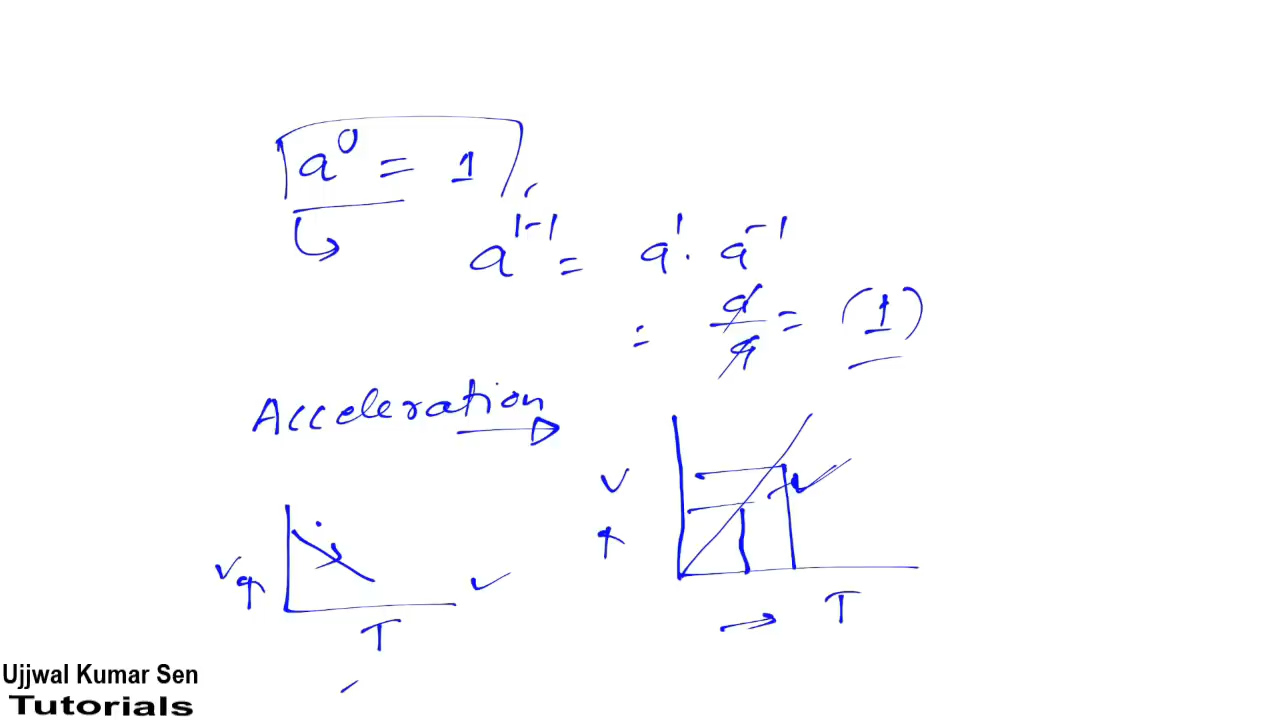 a⁰ = 1
a¹⁻¹ = a¹ · a⁻¹
= a/a = (1)
Acceleration
V
V
T
T
Ujjwal Kumar Sen
Tutorials